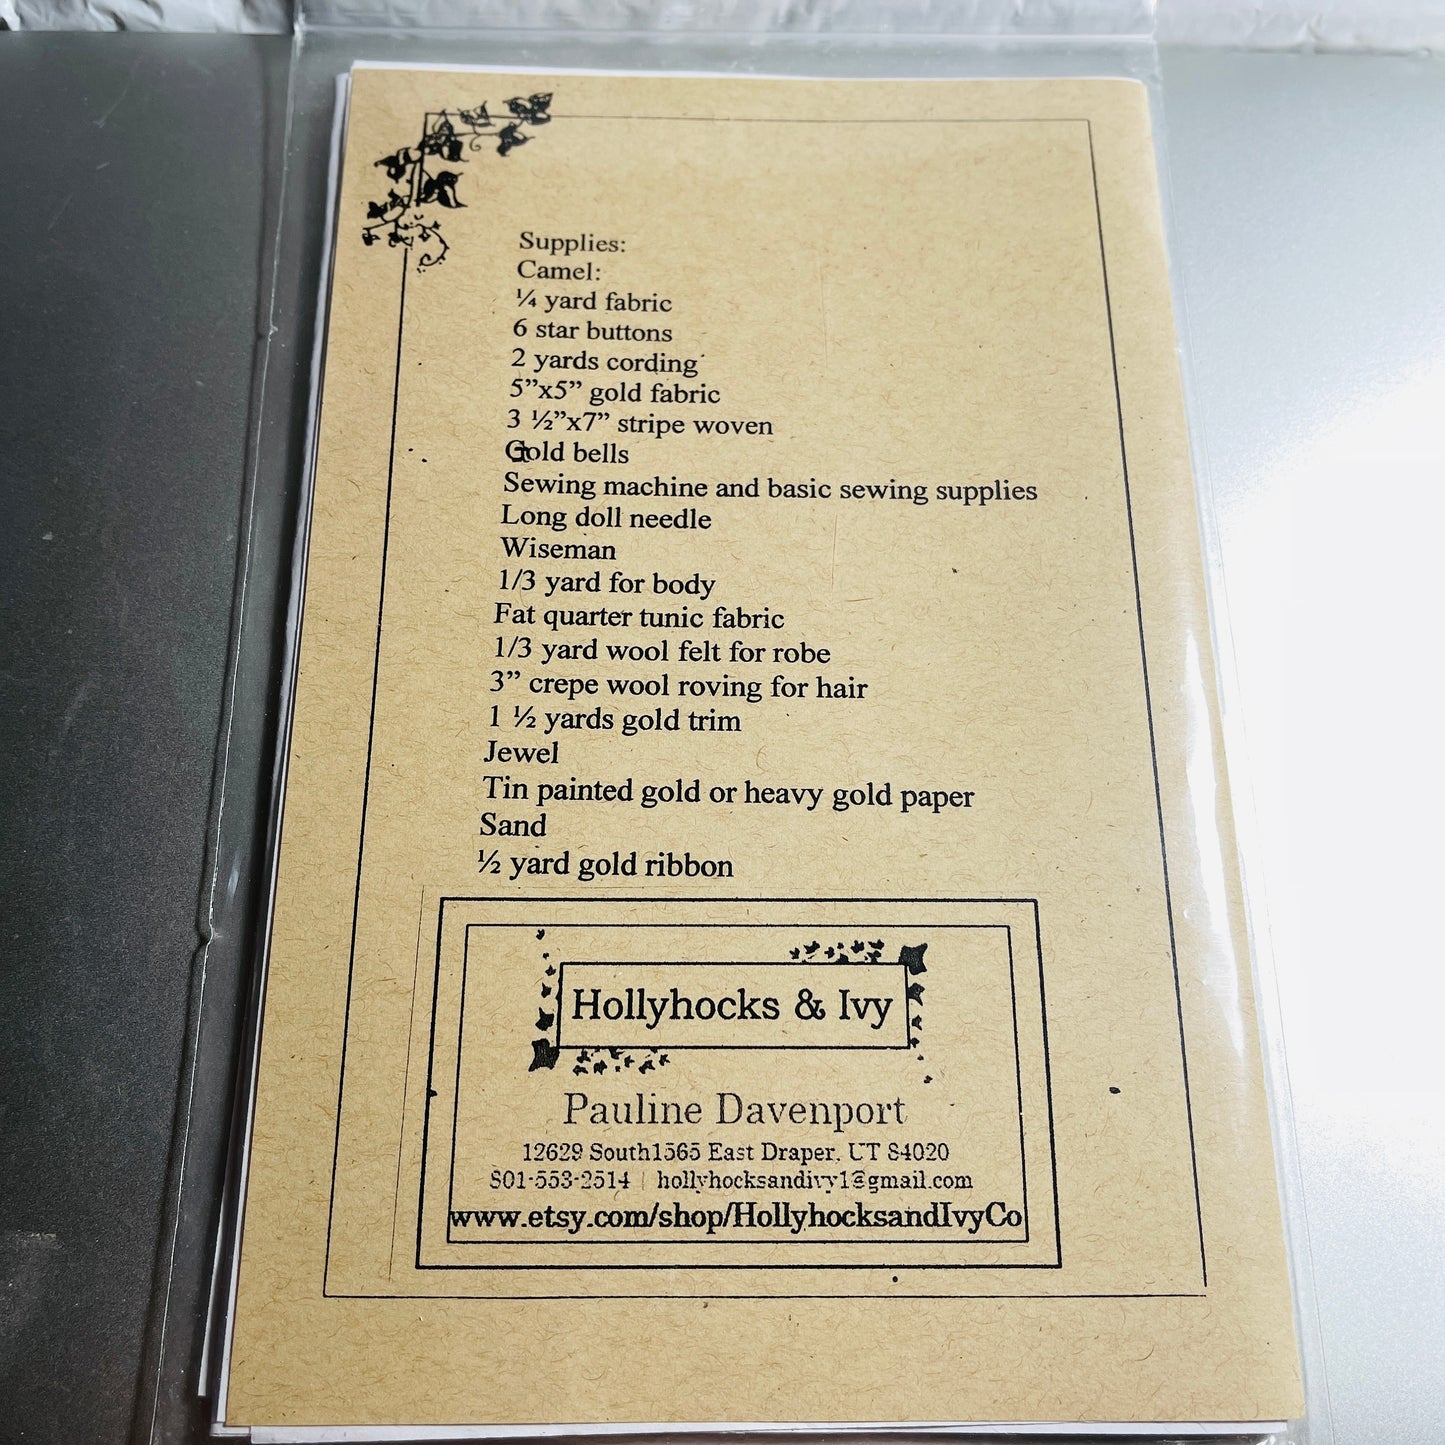 Supplies:
Camel:
¼ yard fabric
6 star buttons
2 yards cording
5”x5” gold fabric
3 ½”x7” stripe woven
Gold bells
Sewing machine and basic sewing supplies
Long doll needle
Wiseman
1/3 yard for body
Fat quarter tunic fabric
1/3 yard wool felt for robe
3” crepe wool roving for hair
1 ½ yards gold trim
Jewel
Tin painted gold or heavy gold paper
Sand
½ yard gold ribbon
Hollyhocks & Ivy
Pauline Davenport
12629 South1565 East Draper, UT 84020
801-553-2514 | hollyhocksandivy1@gmail.com
www.etsy.com/shop/HollyhocksandIvyCo